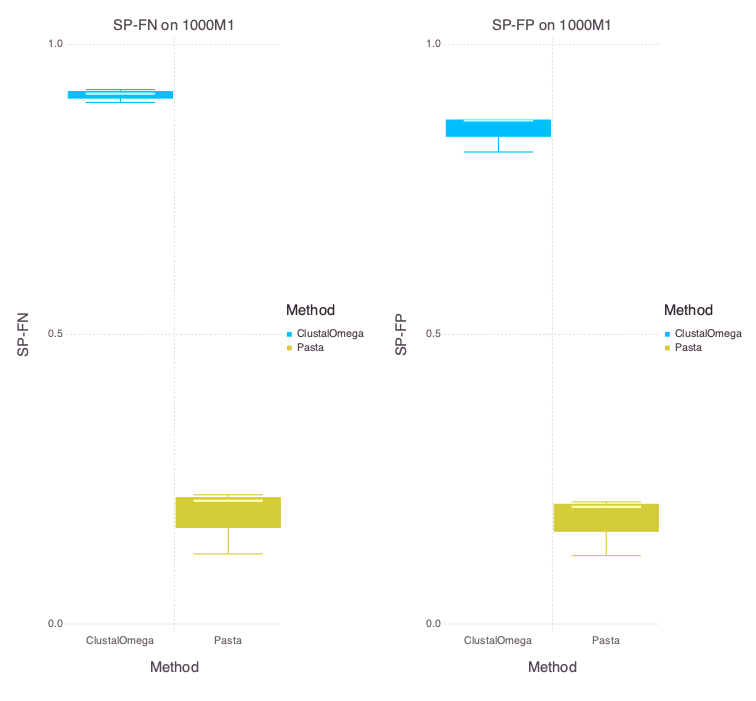 SP-FN on 1000M1
1.0
0.5
0.0
SP-FN
ClustalOmega
Pasta
Method
Method
ClustalOmega
Pasta
SP-FP on 1000M1
1.0
0.5
0.0
SP-FP
ClustalOmega
Pasta
Method
Method
ClustalOmega
Pasta